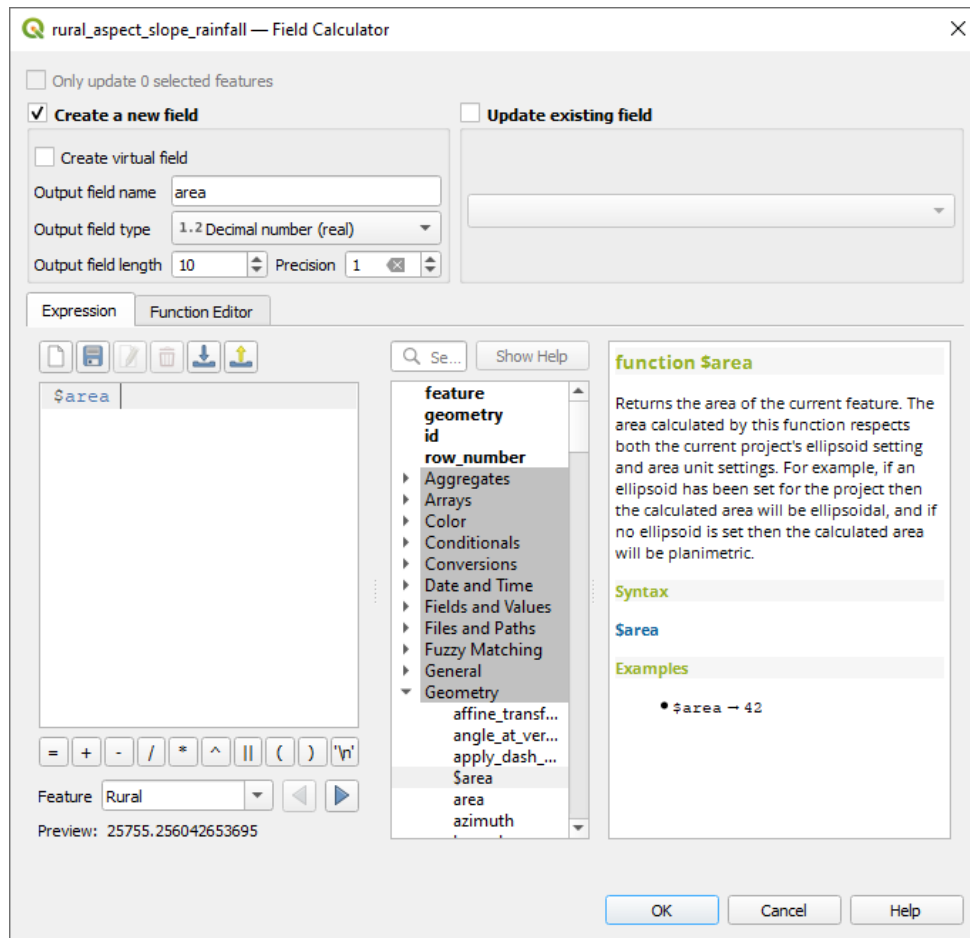 rural_aspect_slope_rainfall — Field Calculator
Only update 0 selected features
Create a new field
Update existing field
Create virtual field
Output field name area
Output field type 1.2 Decimal number (real)
Output field length 10 Precision 1
Expression Function Editor
Se... Show Help
$area
feature
geometry
id
row_number
Aggregates
Arrays
Color
Conditionals
Conversions
Date and Time
Fields and Values
Files and Paths
Fuzzy Matching
General
Geometry
affine_transf...
angle_at_ver...
apply_dash_...
$area
area
azimuth
function $area
Returns the area of the current feature. The
area calculated by this function respects
both the current project's ellipsoid setting
and area unit settings. For example, if an
ellipsoid has been set for the project then
the calculated area will be ellipsoidal, and if
no ellipsoid is set then the calculated area
will be planimetric.
Syntax
$area
Examples
● $area → 42
= + - / * ^ || ( ) '\n'
Feature Rural
Preview: 25755.256042653695
OK Cancel Help